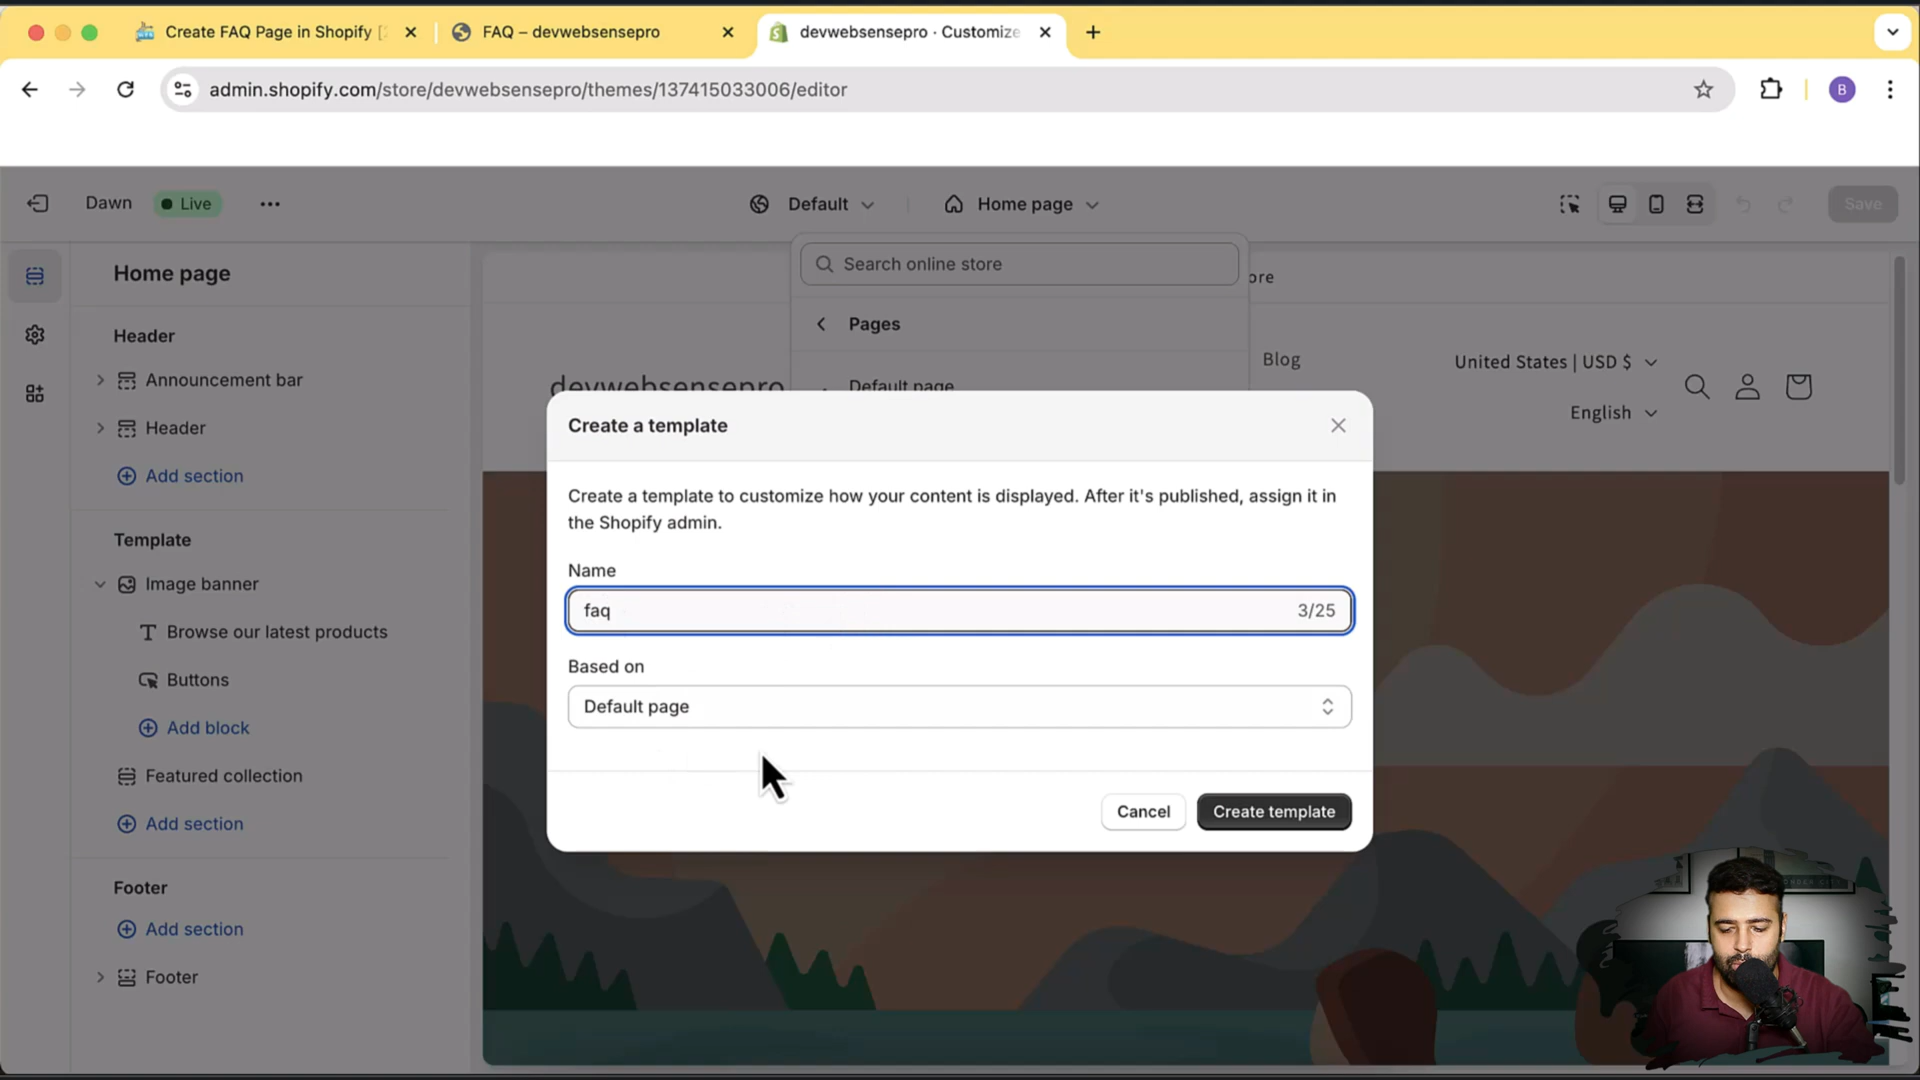 Create FAQ Page in Shopify [
FAQ – devwebsensepro
devwebsensepro · Customize
admin.shopify.com/store/devwebsensepro/themes/137415033006/editor
B
Dawn
Live
Default
Home page
Save
Home page
Search online store
ore
Header
Pages
Blog
United States | USD $
Announcement bar
devwebsensepro
Default page
English
Header
Create a template
Add section
Create a template to customize how your content is displayed. After it's published, assign it in
the Shopify admin.
Template
Name
Image banner
faq
3/25
Browse our latest products
Based on
Buttons
Default page
Add block
Featured collection
Cancel
Create template
Add section
Footer
Add section
Footer